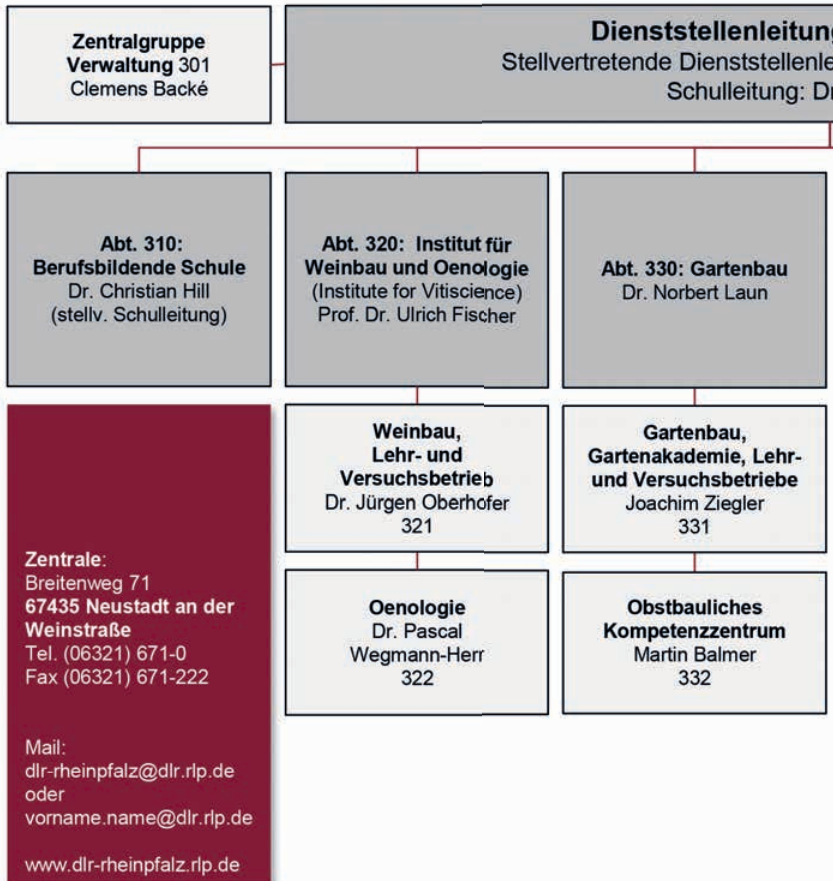 Zentralgruppe
Verwaltung 301
Clemens Backé
Dienststellenleitung
Stellvertretende Dienststellenle
Schulleitung: Dr
Abt. 310:
Berufsbildende Schule
Dr. Christian Hill
(stellv. Schulleitung)
Abt. 320: Institut für
Weinbau und Oenologie
(Institute for Vitiscience)
Prof. Dr. Ulrich Fischer
Abt. 330: Gartenbau
Dr. Norbert Laun
Weinbau,
Lehr- und
Versuchsbetrieb
Dr. Jürgen Oberhofer
321
Gartenbau,
Gartenakademie, Lehr-
und Versuchsbetriebe
Joachim Ziegler
331
Oenologie
Dr. Pascal
Wegmann-Herr
322
Obstbauliches
Kompetenzzentrum
Martin Balmer
332
Zentrale:
Breitenweg 71
67435 Neustadt an der
Weinstraße
Tel. (06321) 671-0
Fax (06321) 671-222
Mail:
dlr-rheinpfalz@dlr.rlp.de
oder
vorname.name@dlr.rlp.de
www.dlr-rheinpfalz.rlp.de